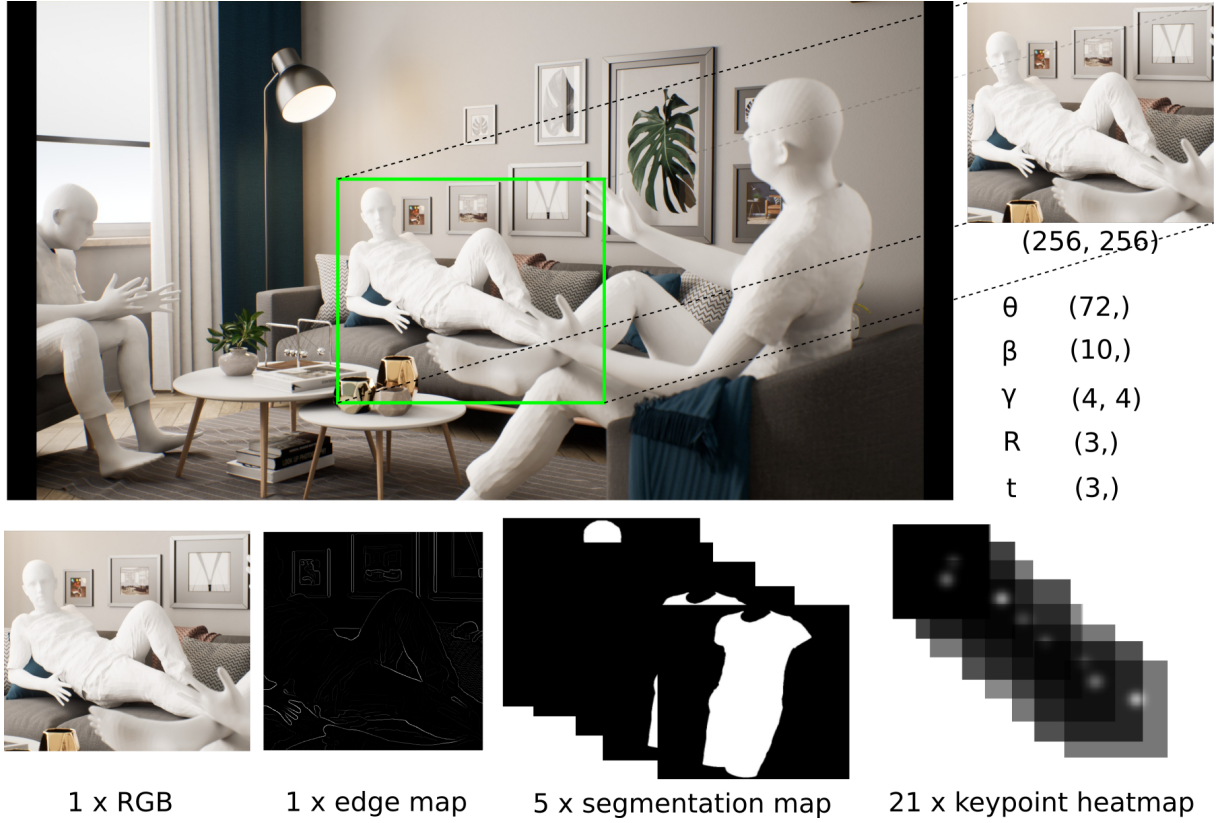 (256, 256)
θ (72,)
β (10,)
γ (4, 4)
R (3,)
t (3,)
1 x RGB
1 x edge map
5 x segmentation map
21 x keypoint heatmap